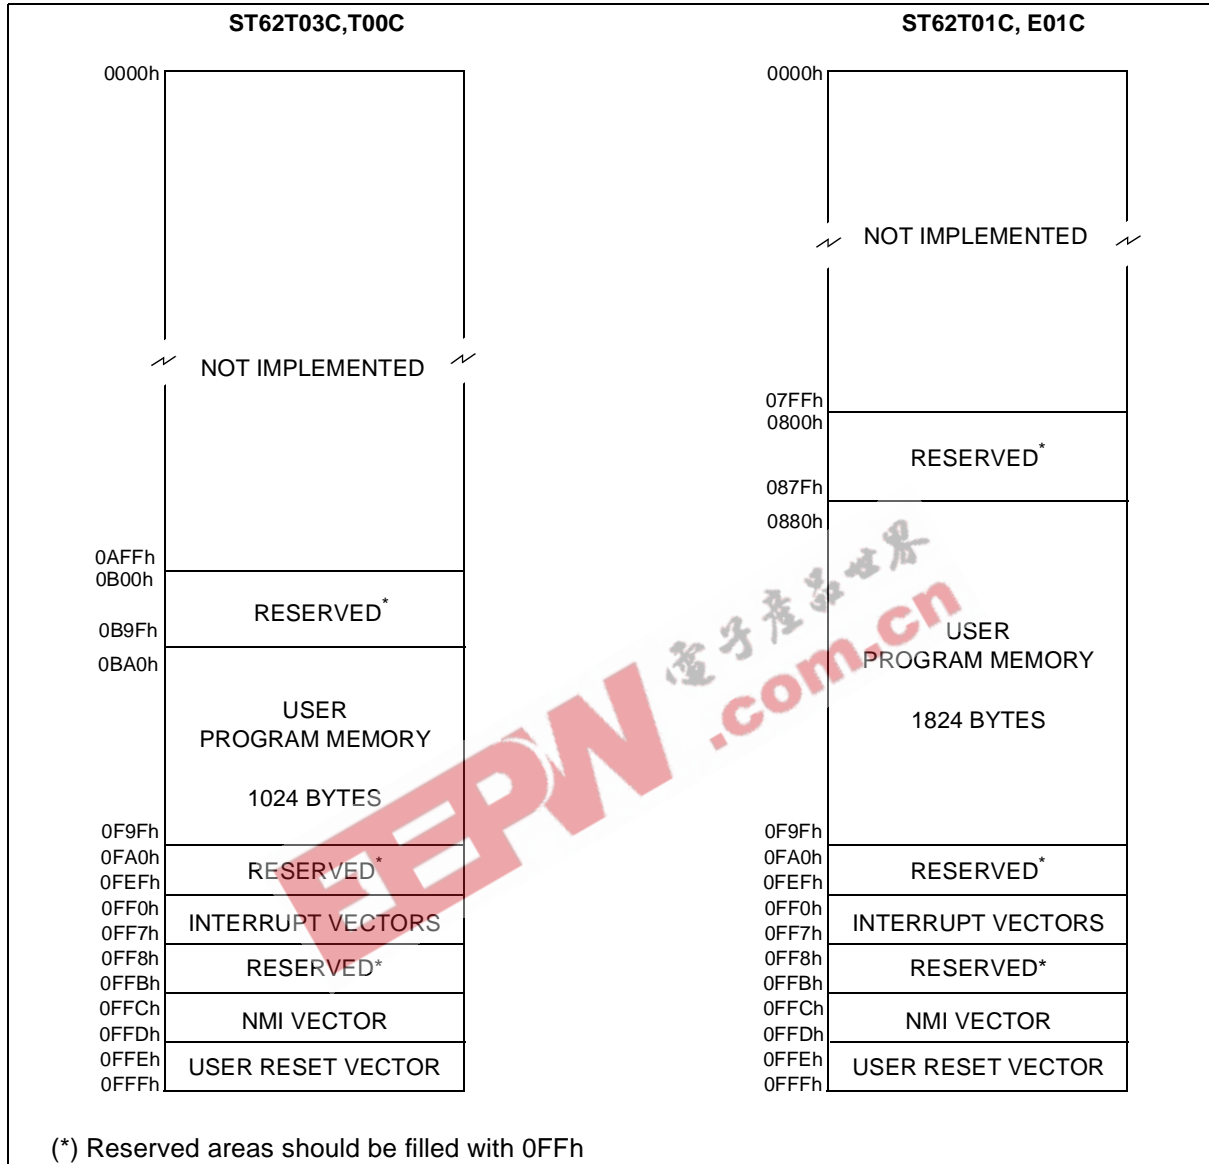 ST62T03C,T00C
0000h
NOT IMPLEMENTED
0AFFh
0B00h
RESERVED*
0B9Fh
0BA0h
USER
PROGRAM MEMORY
1024 BYTES
0F9Fh
0FA0h
RESERVED*
0FEFh
0FF0h
INTERRUPT VECTORS
0FF7h
0FF8h
RESERVED*
0FFBh
0FFCh
NMI VECTOR
0FFDh
0FFEh
USER RESET VECTOR
0FFFh
ST62T01C, E01C
0000h
NOT IMPLEMENTED
07FFh
0800h
RESERVED*
087Fh
0880h
USER
PROGRAM MEMORY
1824 BYTES
0F9Fh
0FA0h
RESERVED*
0FEFh
0FF0h
INTERRUPT VECTORS
0FF7h
0FF8h
RESERVED*
0FFBh
0FFCh
NMI VECTOR
0FFDh
0FFEh
USER RESET VECTOR
0FFFh
(*) Reserved areas should be filled with 0FFh
EEPW
電子產品世界
.com.cn